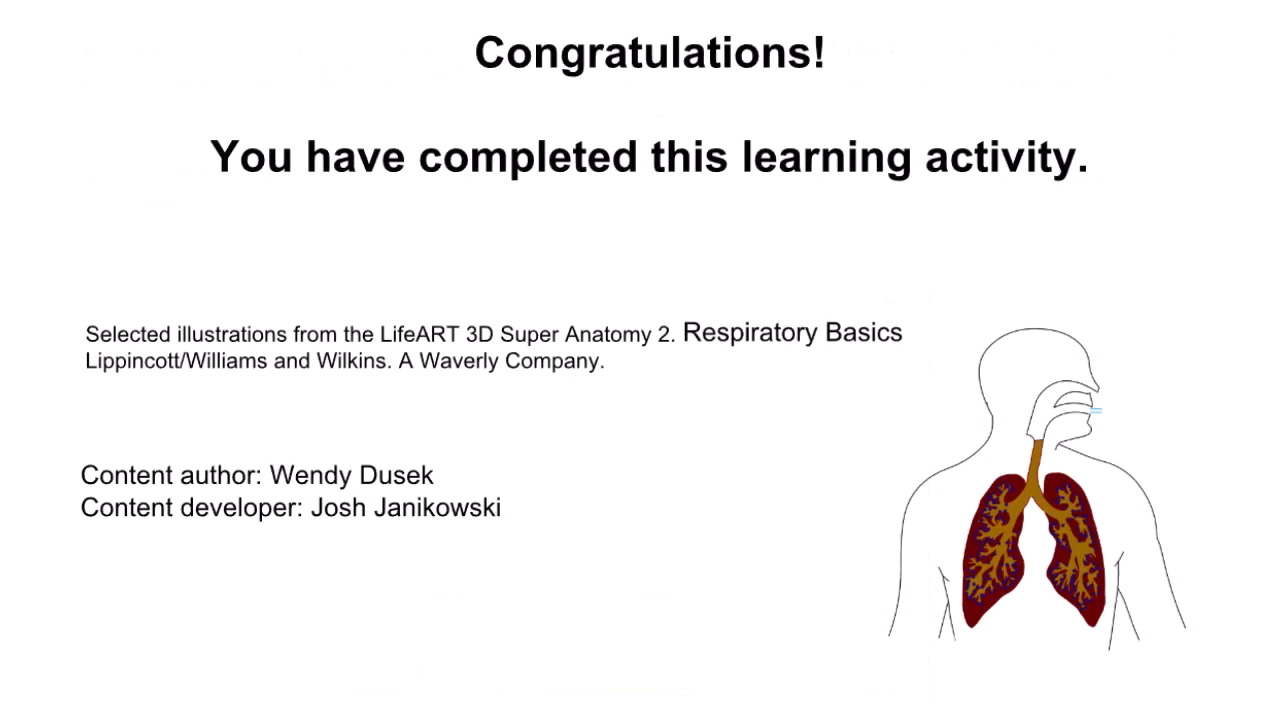 Congratulations!
You have completed this learning activity.
Selected illustrations from the LifeART 3D Super Anatomy 2. Respiratory Basics
Lippincott/Williams and Wilkins. A Waverly Company.
Content author: Wendy Dusek
Content developer: Josh Janikowski